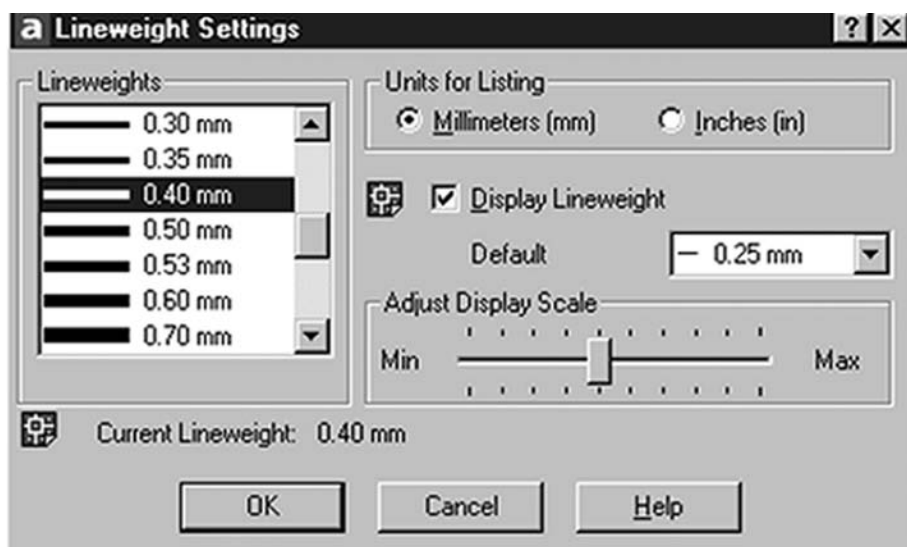 a Lineweight Settings ? X
Lineweights
0.30 mm
0.35 mm
0.40 mm
0.50 mm
0.53 mm
0.60 mm
0.70 mm
Units for Listing
Millimeters (mm) Inches (in)
Display Lineweight
Default — 0.25 mm
Adjust Display Scale
Min Max
Current Lineweight: 0.40 mm
OK Cancel Help